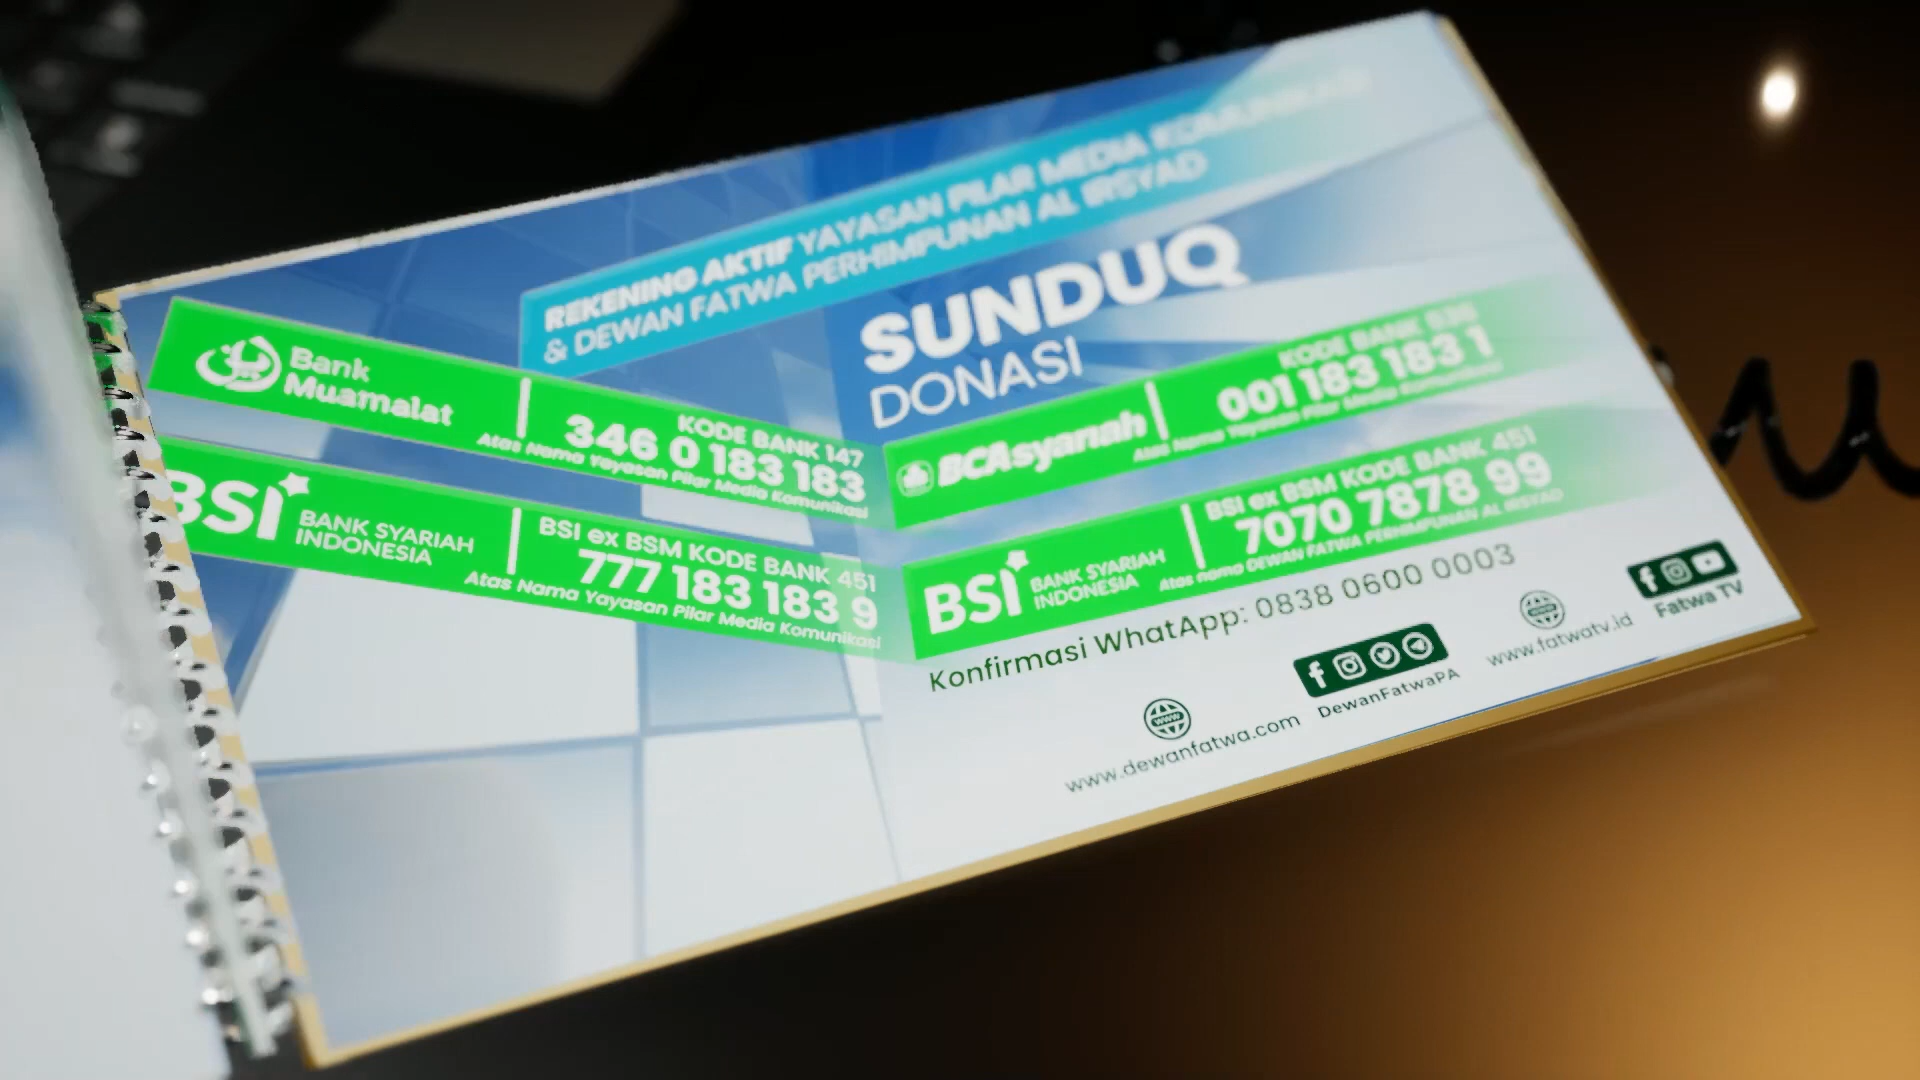 REKENING AKTIF YAYASAN PILAR MEDIA KOMUNIKASI
& DEWAN FATWA PERHIMPUNAN AL IRSYAD
SUNDUQ
DONASI
Bank
Muamalat
KODE BANK 147
346 0 183 183
Atas Nama Yayasan Pilar Media Komunikasi
BSI
BANK SYARIAH
INDONESIA
BSI ex BSM KODE BANK 451
777 183 183 9
Atas Nama Yayasan Pilar Media Komunikasi
BCAsyariah
KODE BANK 536
001 183 183 1
Atas Nama Yayasan Pilar Media Komunikasi
BSI
BANK SYARIAH
INDONESIA
BSI ex BSM KODE BANK 451
7070 7878 99
Atas nama DEWAN FATWA PERHIMPUNAN AL IRSYAD
Konfirmasi WhatApp: 0838 0600 0003
www
www.dewanfatwa.com
DewanFatwaPA
www
www.fatwatv.id
Fatwa TV